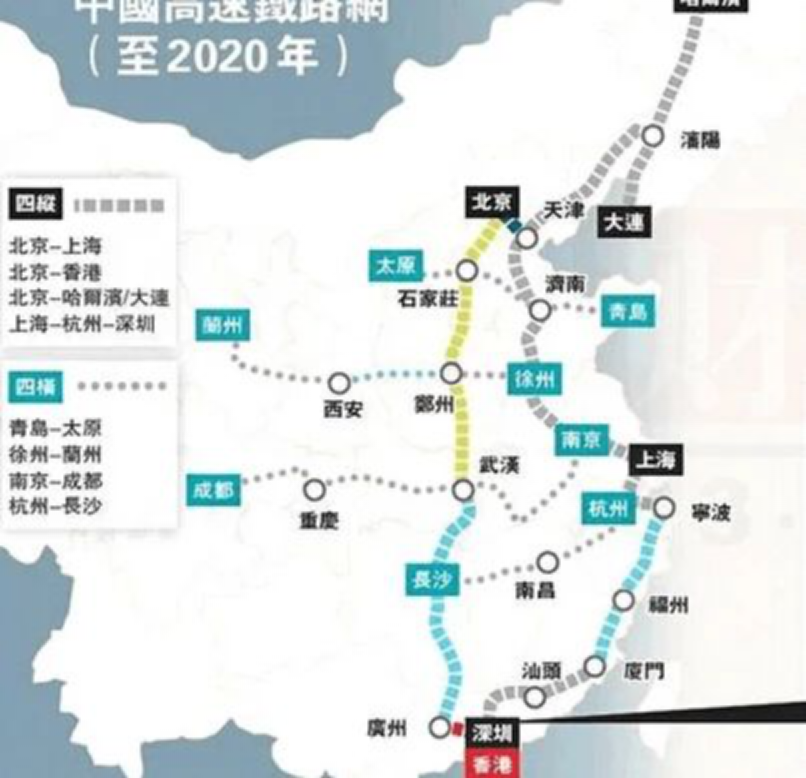 中國高速鐵路網
(至2020年)
哈爾濱
瀋陽
四縱
北京
天津
大連
北京-上海
太原
北京-香港
石家莊
濟南
北京-哈爾濱/大連
青島
上海-杭州-深圳
蘭州
四橫
西安
鄭州
徐州
青島-太原
南京
徐州-蘭州
武漢
上海
南京-成都
成都
杭州-長沙
重慶
杭州
寧波
長沙
南昌
福州
汕頭
廈門
廣州
深圳
香港